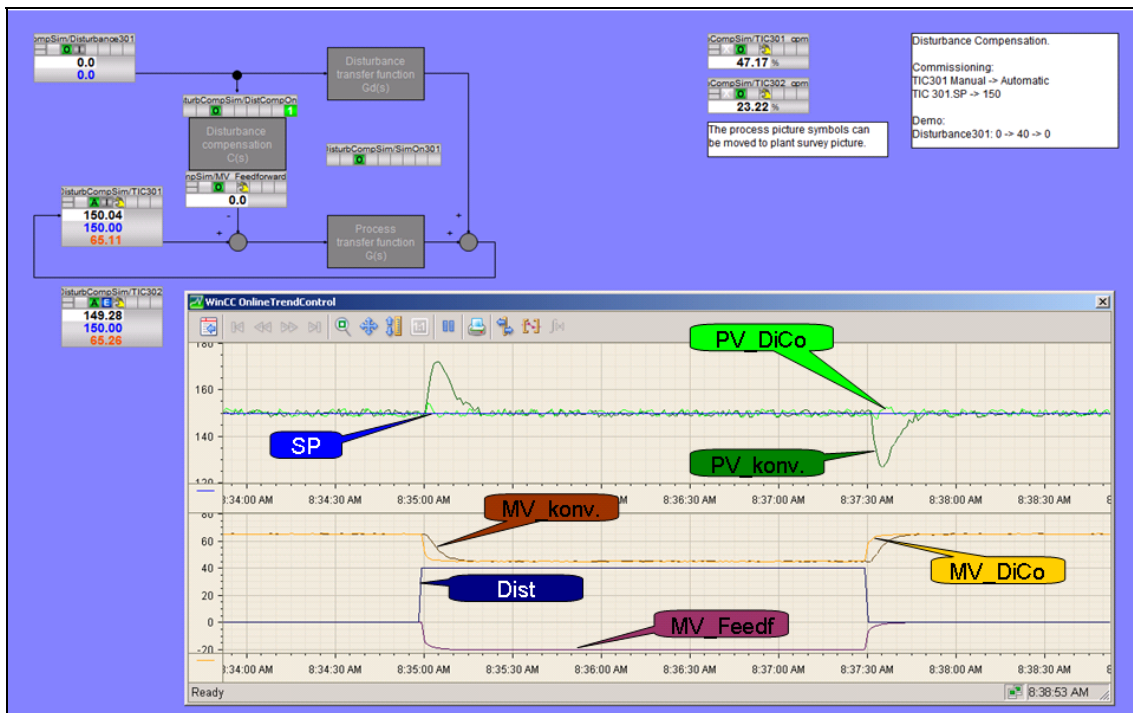 ompSim/Disturbance301
O I
0.0
0.0
Disturbance
transfer function
Gd(s)
sturbCompSim/DistCompOn
O
1
Disturbance
compensation
C(s)
DisturbCompSim/SimOn301
O
mpSim/MV_Feedforward
O
0.0
DisturbCompSim/TIC301
A I
150.04
150.00
65.11
-
+
Process
transfer function
G(s)
+
+
DisturbCompSim/TIC302
A E
149.28
150.00
65.26
CompSim/TIC301_cpm
O
47.17 %
CompSim/TIC302_cpm
O
23.22 %
The process picture symbols can
be moved to plant survey picture.
Disturbance Compensation.
Commissioning:
TIC301 Manual -> Automatic
TIC 301.SP -> 150
Demo:
Disturbance301: 0 -> 40 -> 0
WinCC OnlineTrendControl
180
160
140
120
PV_DiCo
SP
PV_konv.
8:34:00 AM 8:34:30 AM 8:35:00 AM 8:36:30 AM 8:37:00 AM 8:37:30 AM 8:38:00 AM 8:38:30 AM
80
60
40
20
0
-20
MV_konv.
MV_DiCo
Dist
MV_Feedf
8:34:00 AM 8:34:30 AM 8:35:00 AM 8:35:30 AM 8:36:00 AM 8:36:30 AM 8:37:00 AM 8:37:30 AM 8:38:00 AM 8:38:30 AM
Ready
8:38:53 AM